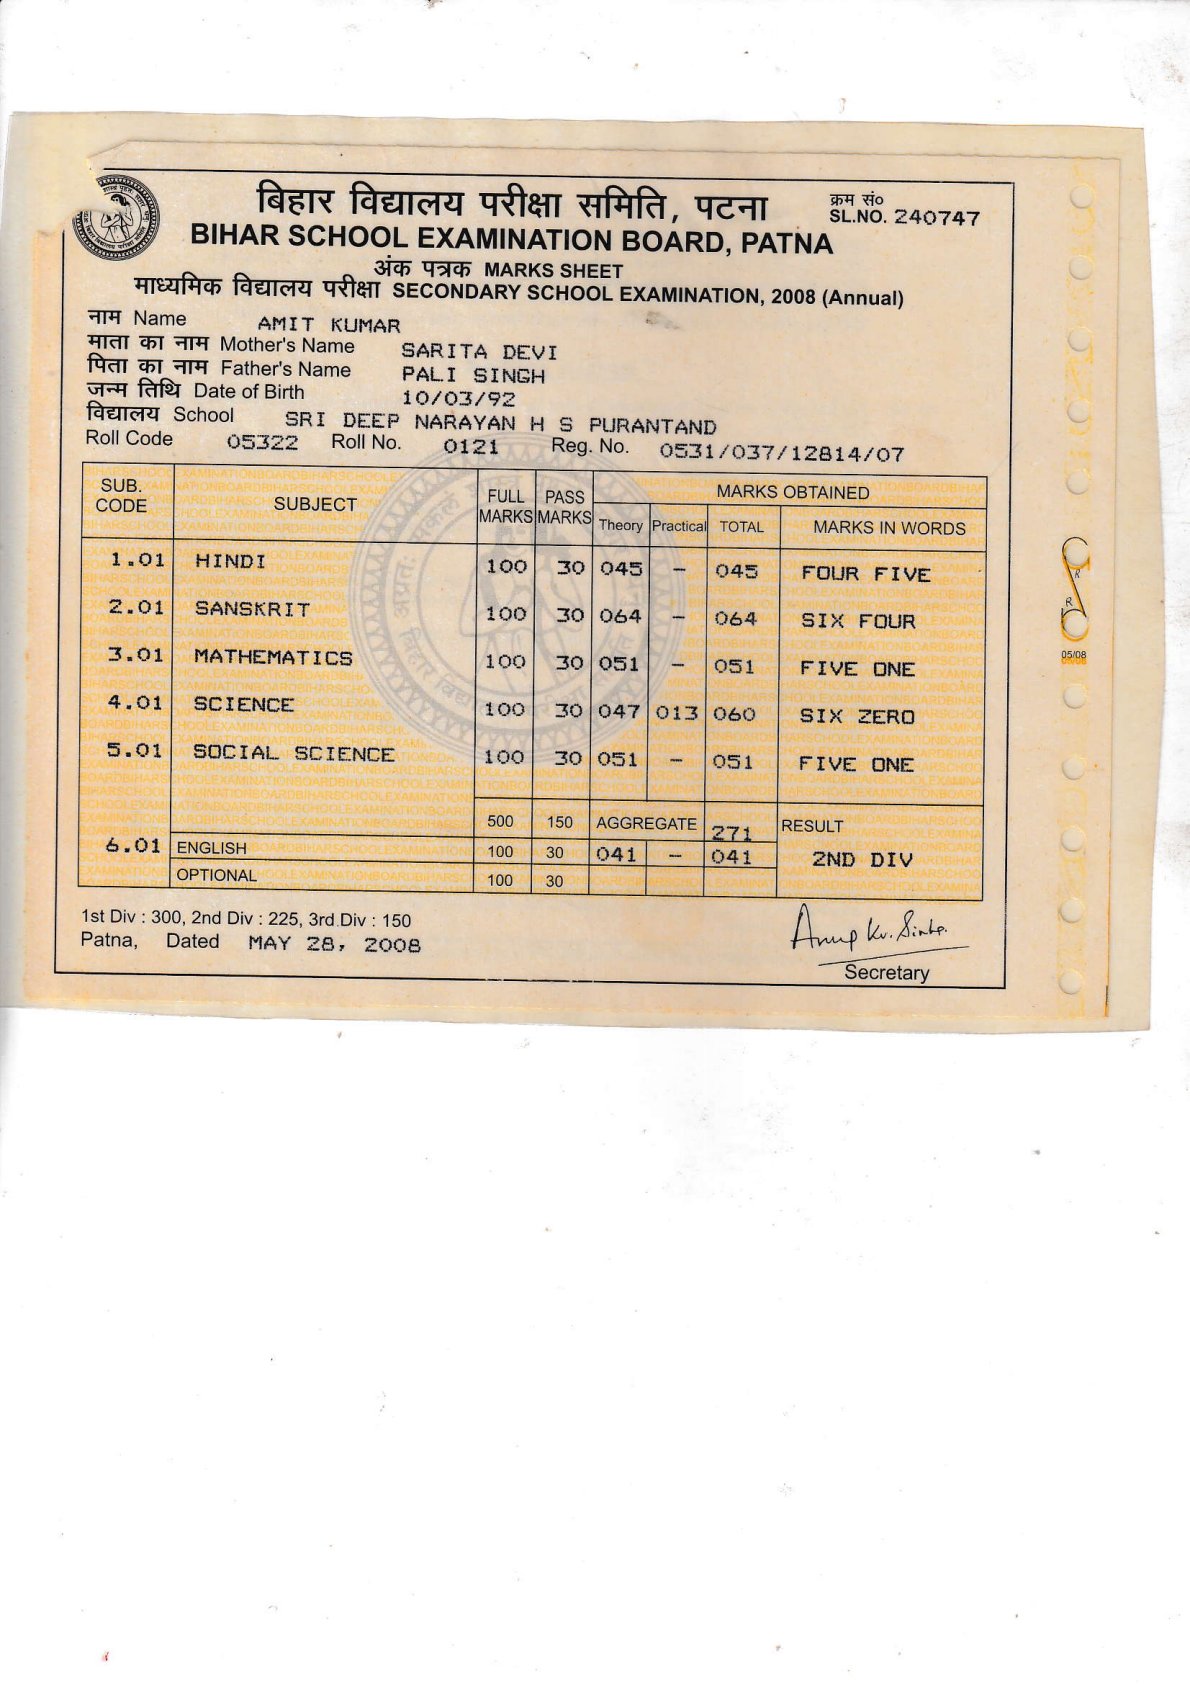 बिहार विद्यालय परीक्षा समिति, पटना
क्रम सं०
SL.NO. 240747
BIHAR SCHOOL EXAMINATION BOARD, PATNA
अंक पत्रक MARKS SHEET
माध्यमिक विद्यालय परीक्षा SECONDARY SCHOOL EXAMINATION, 2008 (Annual)
नाम Name AMIT KUMAR
माता का नाम Mother's Name SARITA DEVI
पिता का नाम Father's Name PALI SINGH
जन्म तिथि Date of Birth 10/03/92
विद्यालय School SRI DEEP NARAYAN H S PURANTAND
Roll Code 05322 Roll No. 0121 Reg. No. 0531/037/12814/07
SUB. CODE SUBJECT FULL MARKS PASS MARKS MARKS OBTAINED
Theory Practical TOTAL MARKS IN WORDS
1.01 HINDI 100 30 045 - 045 FOUR FIVE
2.01 SANSKRIT 100 30 064 - 064 SIX FOUR
3.01 MATHEMATICS 100 30 051 - 051 FIVE ONE
4.01 SCIENCE 100 30 047 013 060 SIX ZERO
5.01 SOCIAL SCIENCE 100 30 051 - 051 FIVE ONE
500 150 AGGREGATE 271 RESULT
6.01 ENGLISH 100 30 041 - 041 2ND DIV
OPTIONAL 100 30
1st Div : 300, 2nd Div : 225, 3rd Div : 150
Patna, Dated MAY 28, 2008
Anup Kr. Sinha
Secretary
R
R
05/08